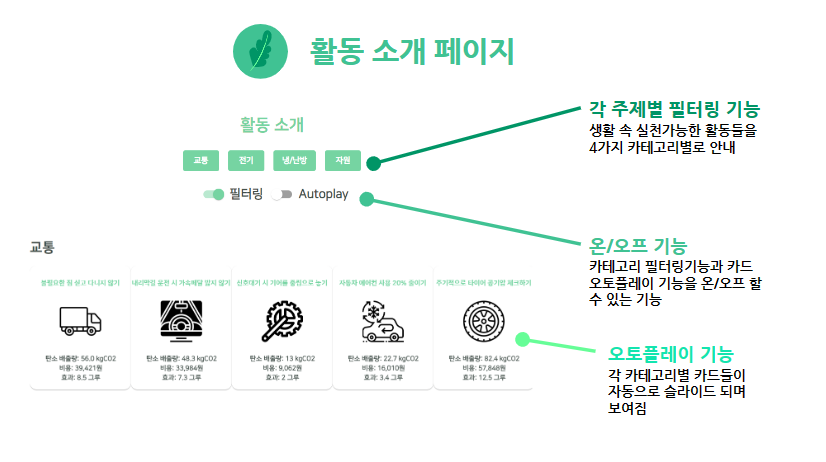 활동 소개 페이지
활동 소개
교통 전기 냉/난방 자원
필터링 Autoplay
각 주제별 필터링 기능
생활 속 실천가능한 활동들을
4가지 카테고리별로 안내
온/오프 기능
카테고리 필터링기능과 카드
오토플레이 기능을 온/오프 할
수 있는 기능
교통
불필요한 짐 싣고 다니지 않기
내리막길 운전 시 가속페달 밟지 않기
신호대기 시 기어를 중립으로 놓기
자동차 에어컨 사용 20% 줄이기
주기적으로 타이어 공기압 체크하기
탄소 배출량: 56.0 kgCO2
비용: 39,421원
효과: 8.5 그루
탄소 배출량: 48.3 kgCO2
비용: 33,984원
효과: 7.3 그루
탄소 배출량: 13 kgCO2
비용: 9,062원
효과: 2 그루
탄소 배출량: 22.7 kgCO2
비용: 16,010원
효과: 3.4 그루
탄소 배출량: 82.4 kgCO2
비용: 57,848원
효과: 12.5 그루
오토플레이 기능
각 카테고리별 카드들이
자동으로 슬라이드 되며
보여짐